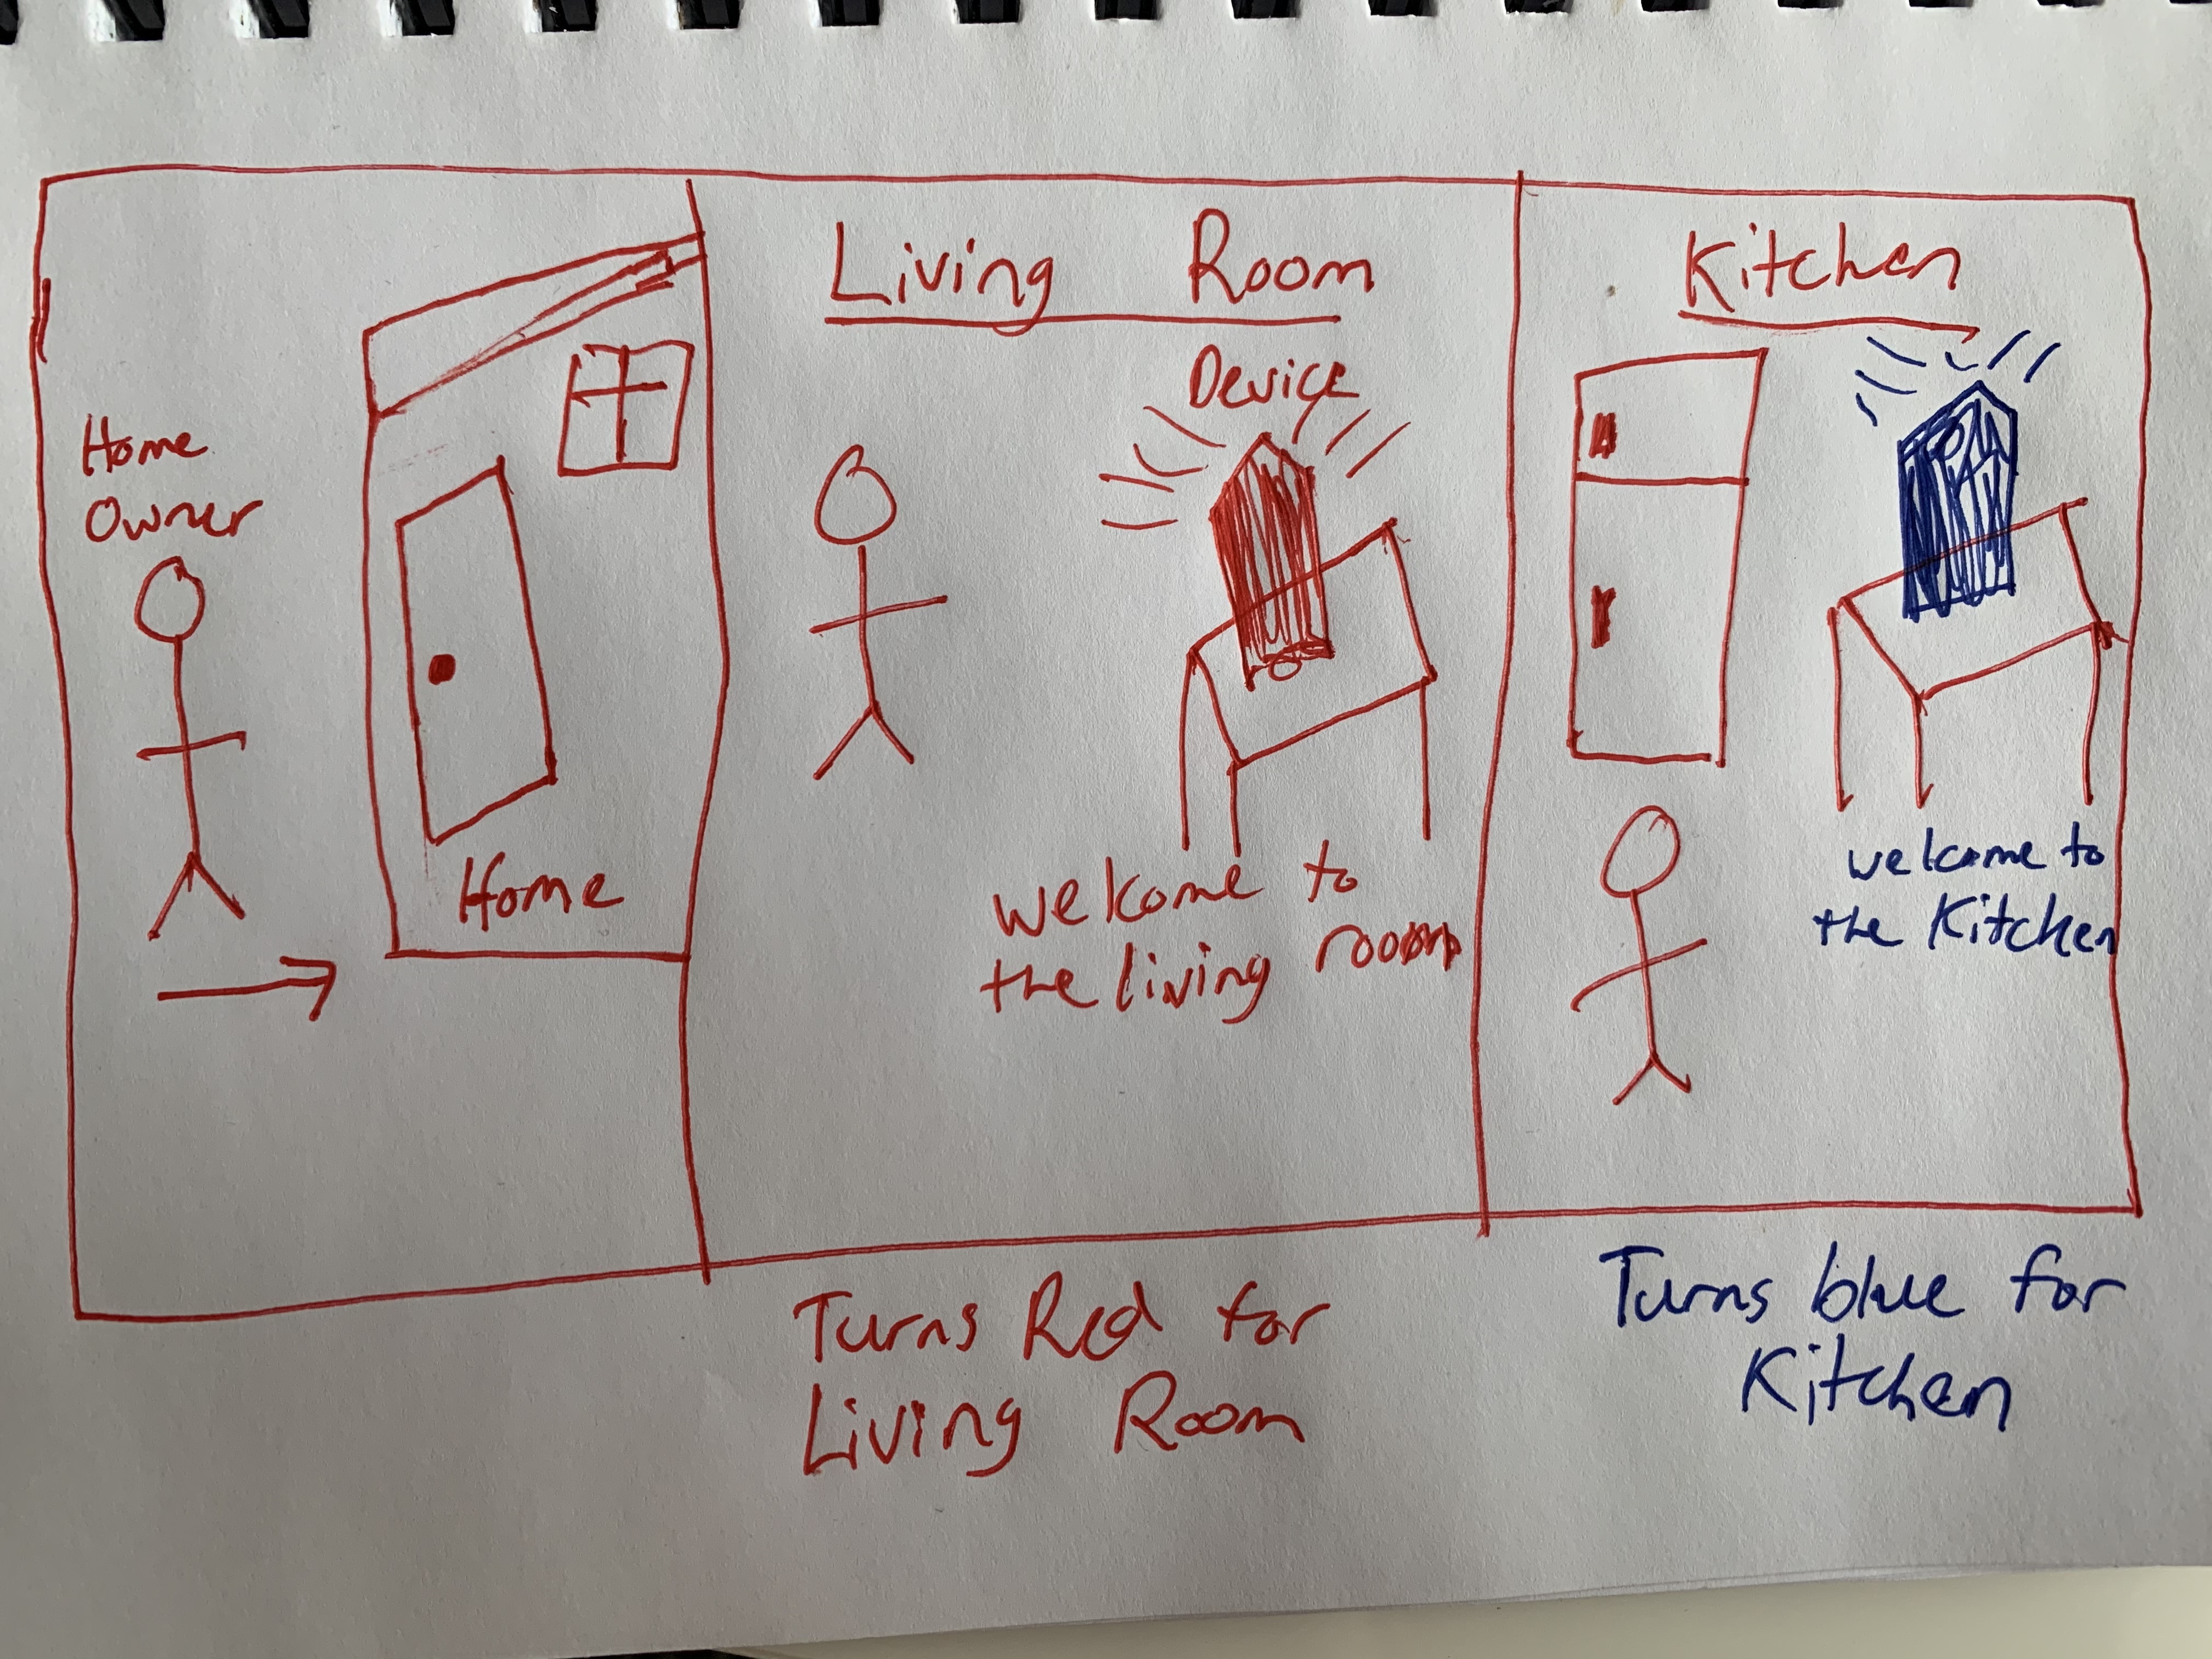 Home
Owner
Home
Living Room
Device
welcome to
the living room
Turns Red for
Living Room
Kitchen
welcome to
the Kitchen
Turns blue for
Kitchen